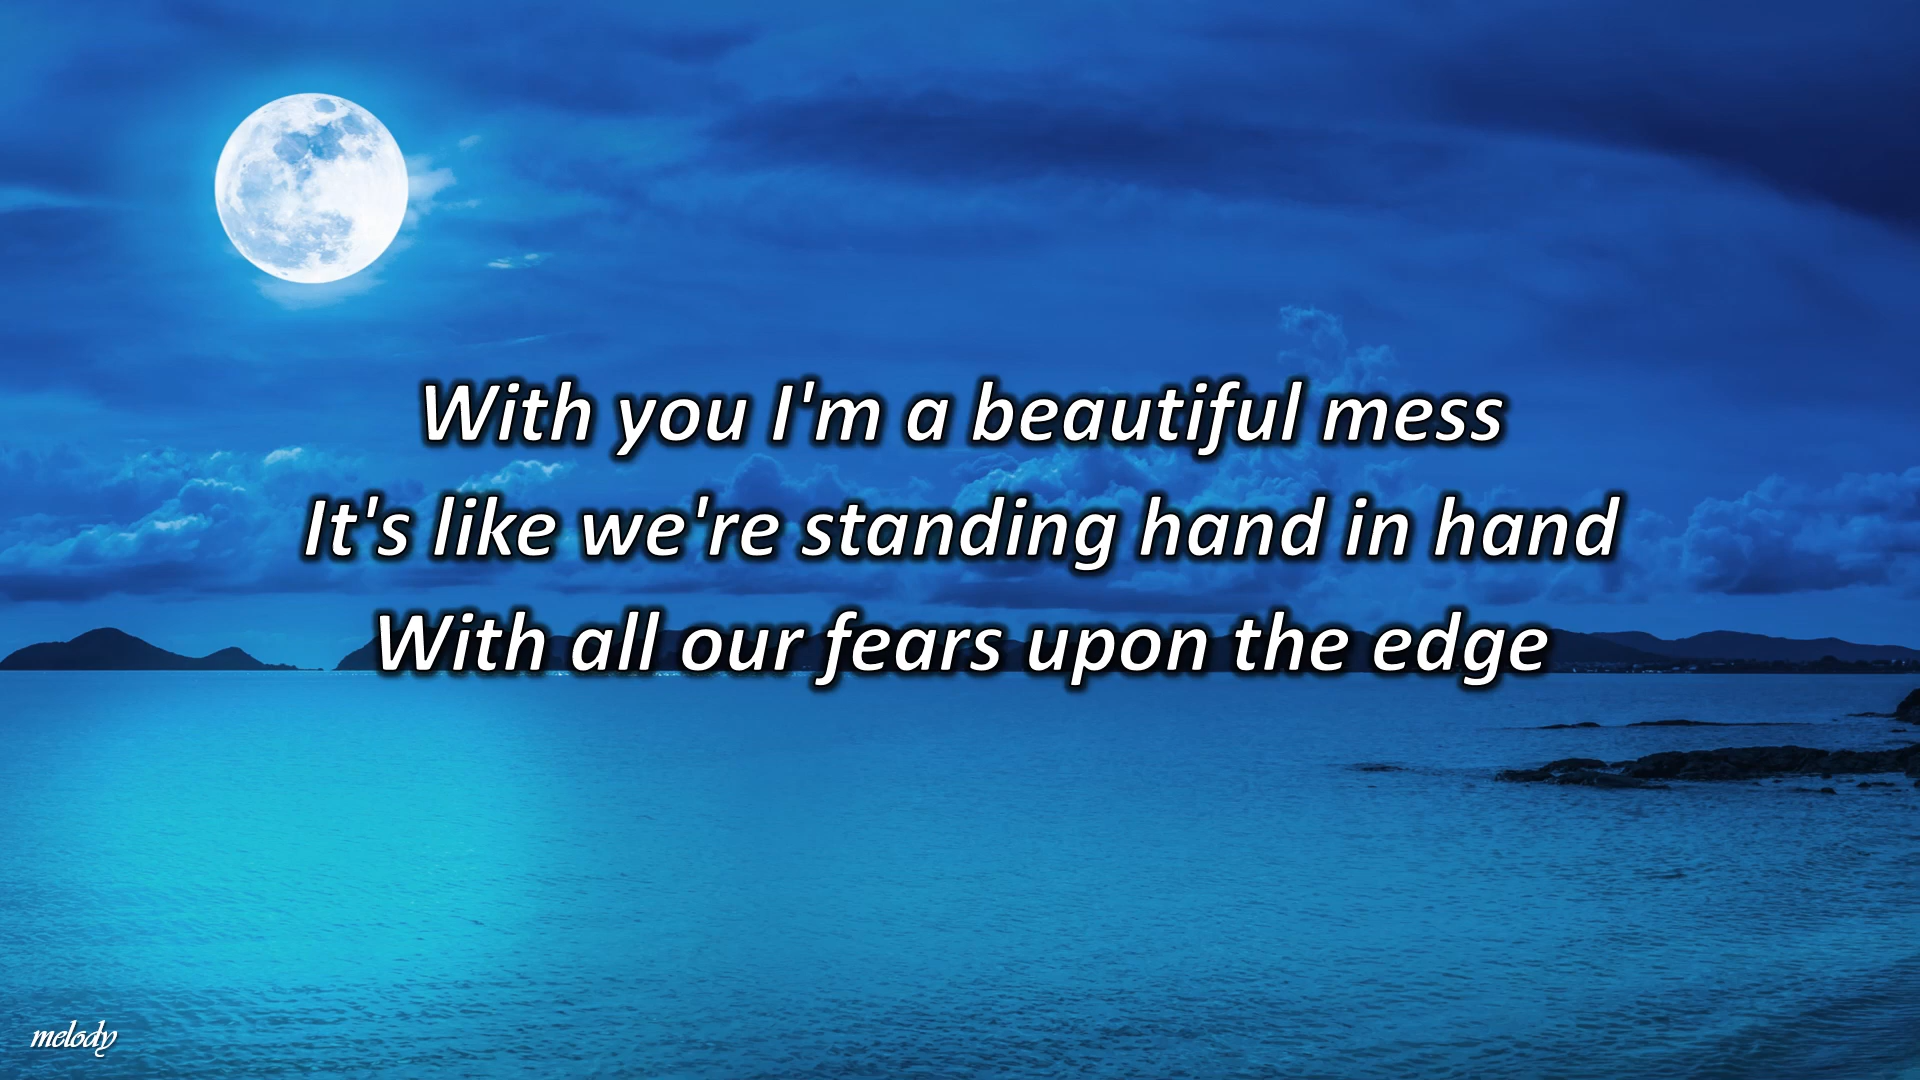 With you I'm a beautiful mess
It's like we're standing hand in hand
With all our fears upon the edge
melody